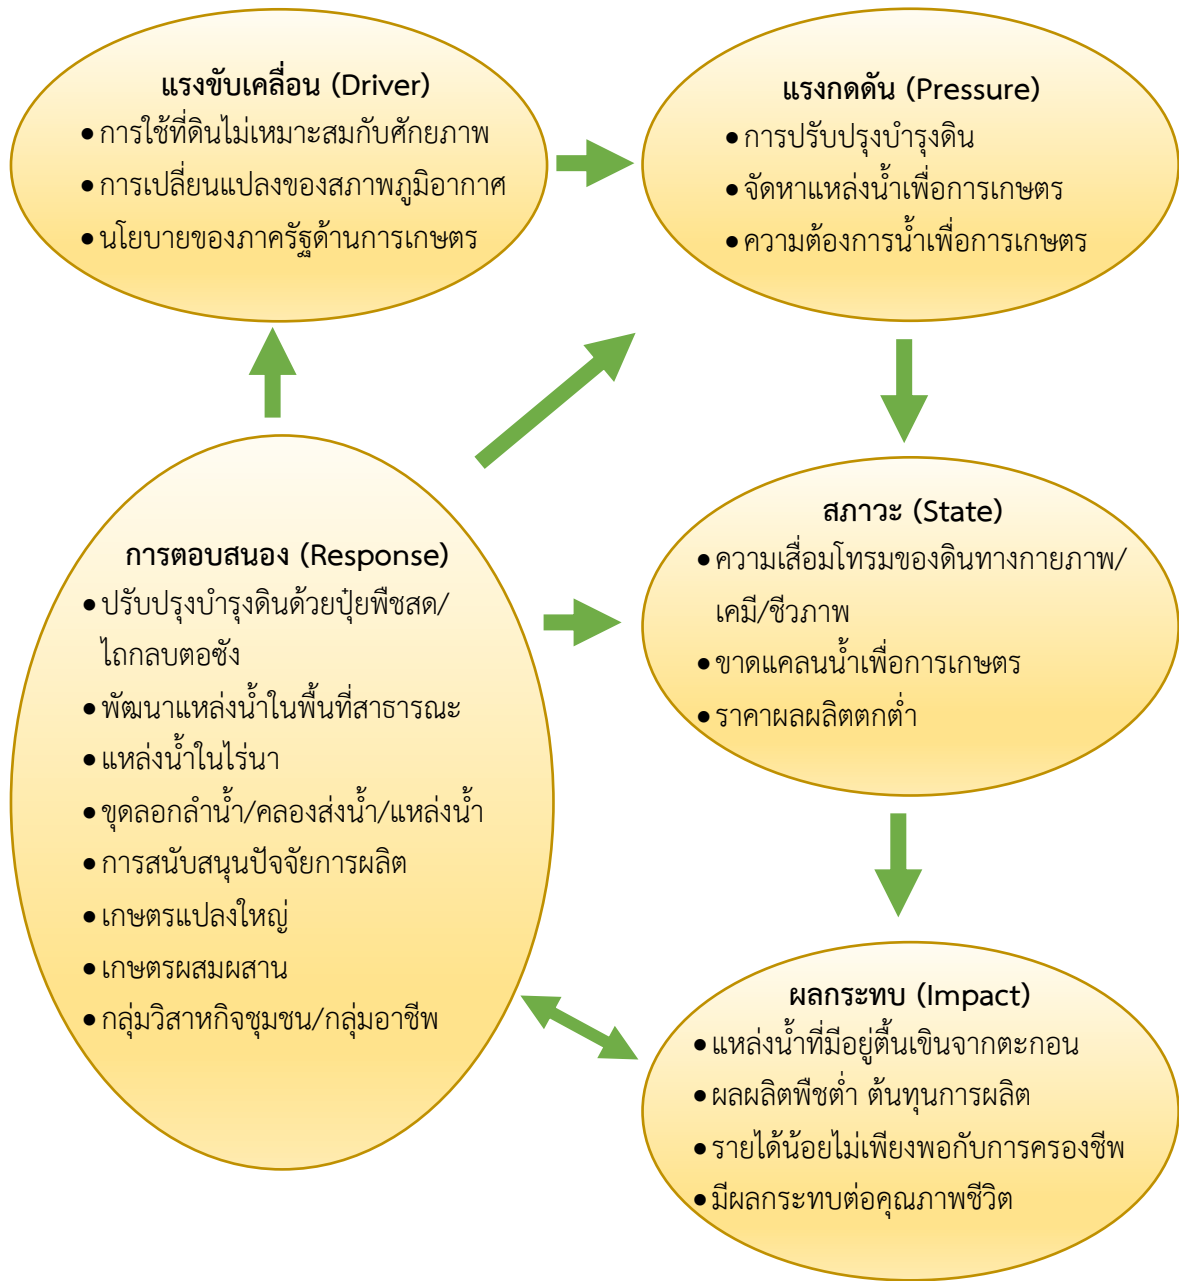 แรงขับเคลื่อน (Driver)
• การใช้ที่ดินไม่เหมาะสมกับศักยภาพ
• การเปลี่ยนแปลงของสภาพภูมิอากาศ
• นโยบายของภาครัฐด้านการเกษตร
แรงกดดัน (Pressure)
• การปรับปรุงบำรุงดิน
• จัดหาแหล่งน้ำเพื่อการเกษตร
• ความต้องการน้ำเพื่อการเกษตร
สภาวะ (State)
• ความเสื่อมโทรมของดินทางกายภาพ/
เคมี/ชีวภาพ
• ขาดแคลนน้ำเพื่อการเกษตร
• ราคาผลผลิตตกต่ำ
การตอบสนอง (Response)
• ปรับปรุงบำรุงดินด้วยปุ๋ยพืชสด/
ไถกลบตอซัง
• พัฒนาแหล่งน้ำในพื้นที่สาธารณะ
• แหล่งน้ำในไร่นา
• ขุดลอกลำน้ำ/คลองส่งน้ำ/แหล่งน้ำ
• การสนับสนุนปัจจัยการผลิต
• เกษตรแปลงใหญ่
• เกษตรผสมผสาน
• กลุ่มวิสาหกิจชุมชน/กลุ่มอาชีพ
ผลกระทบ (Impact)
• แหล่งน้ำที่มีอยู่ตื้นเขินจากตะกอน
• ผลผลิตพืชต่ำ ต้นทุนการผลิต
• รายได้น้อยไม่เพียงพอกับการครองชีพ
• มีผลกระทบต่อคุณภาพชีวิต